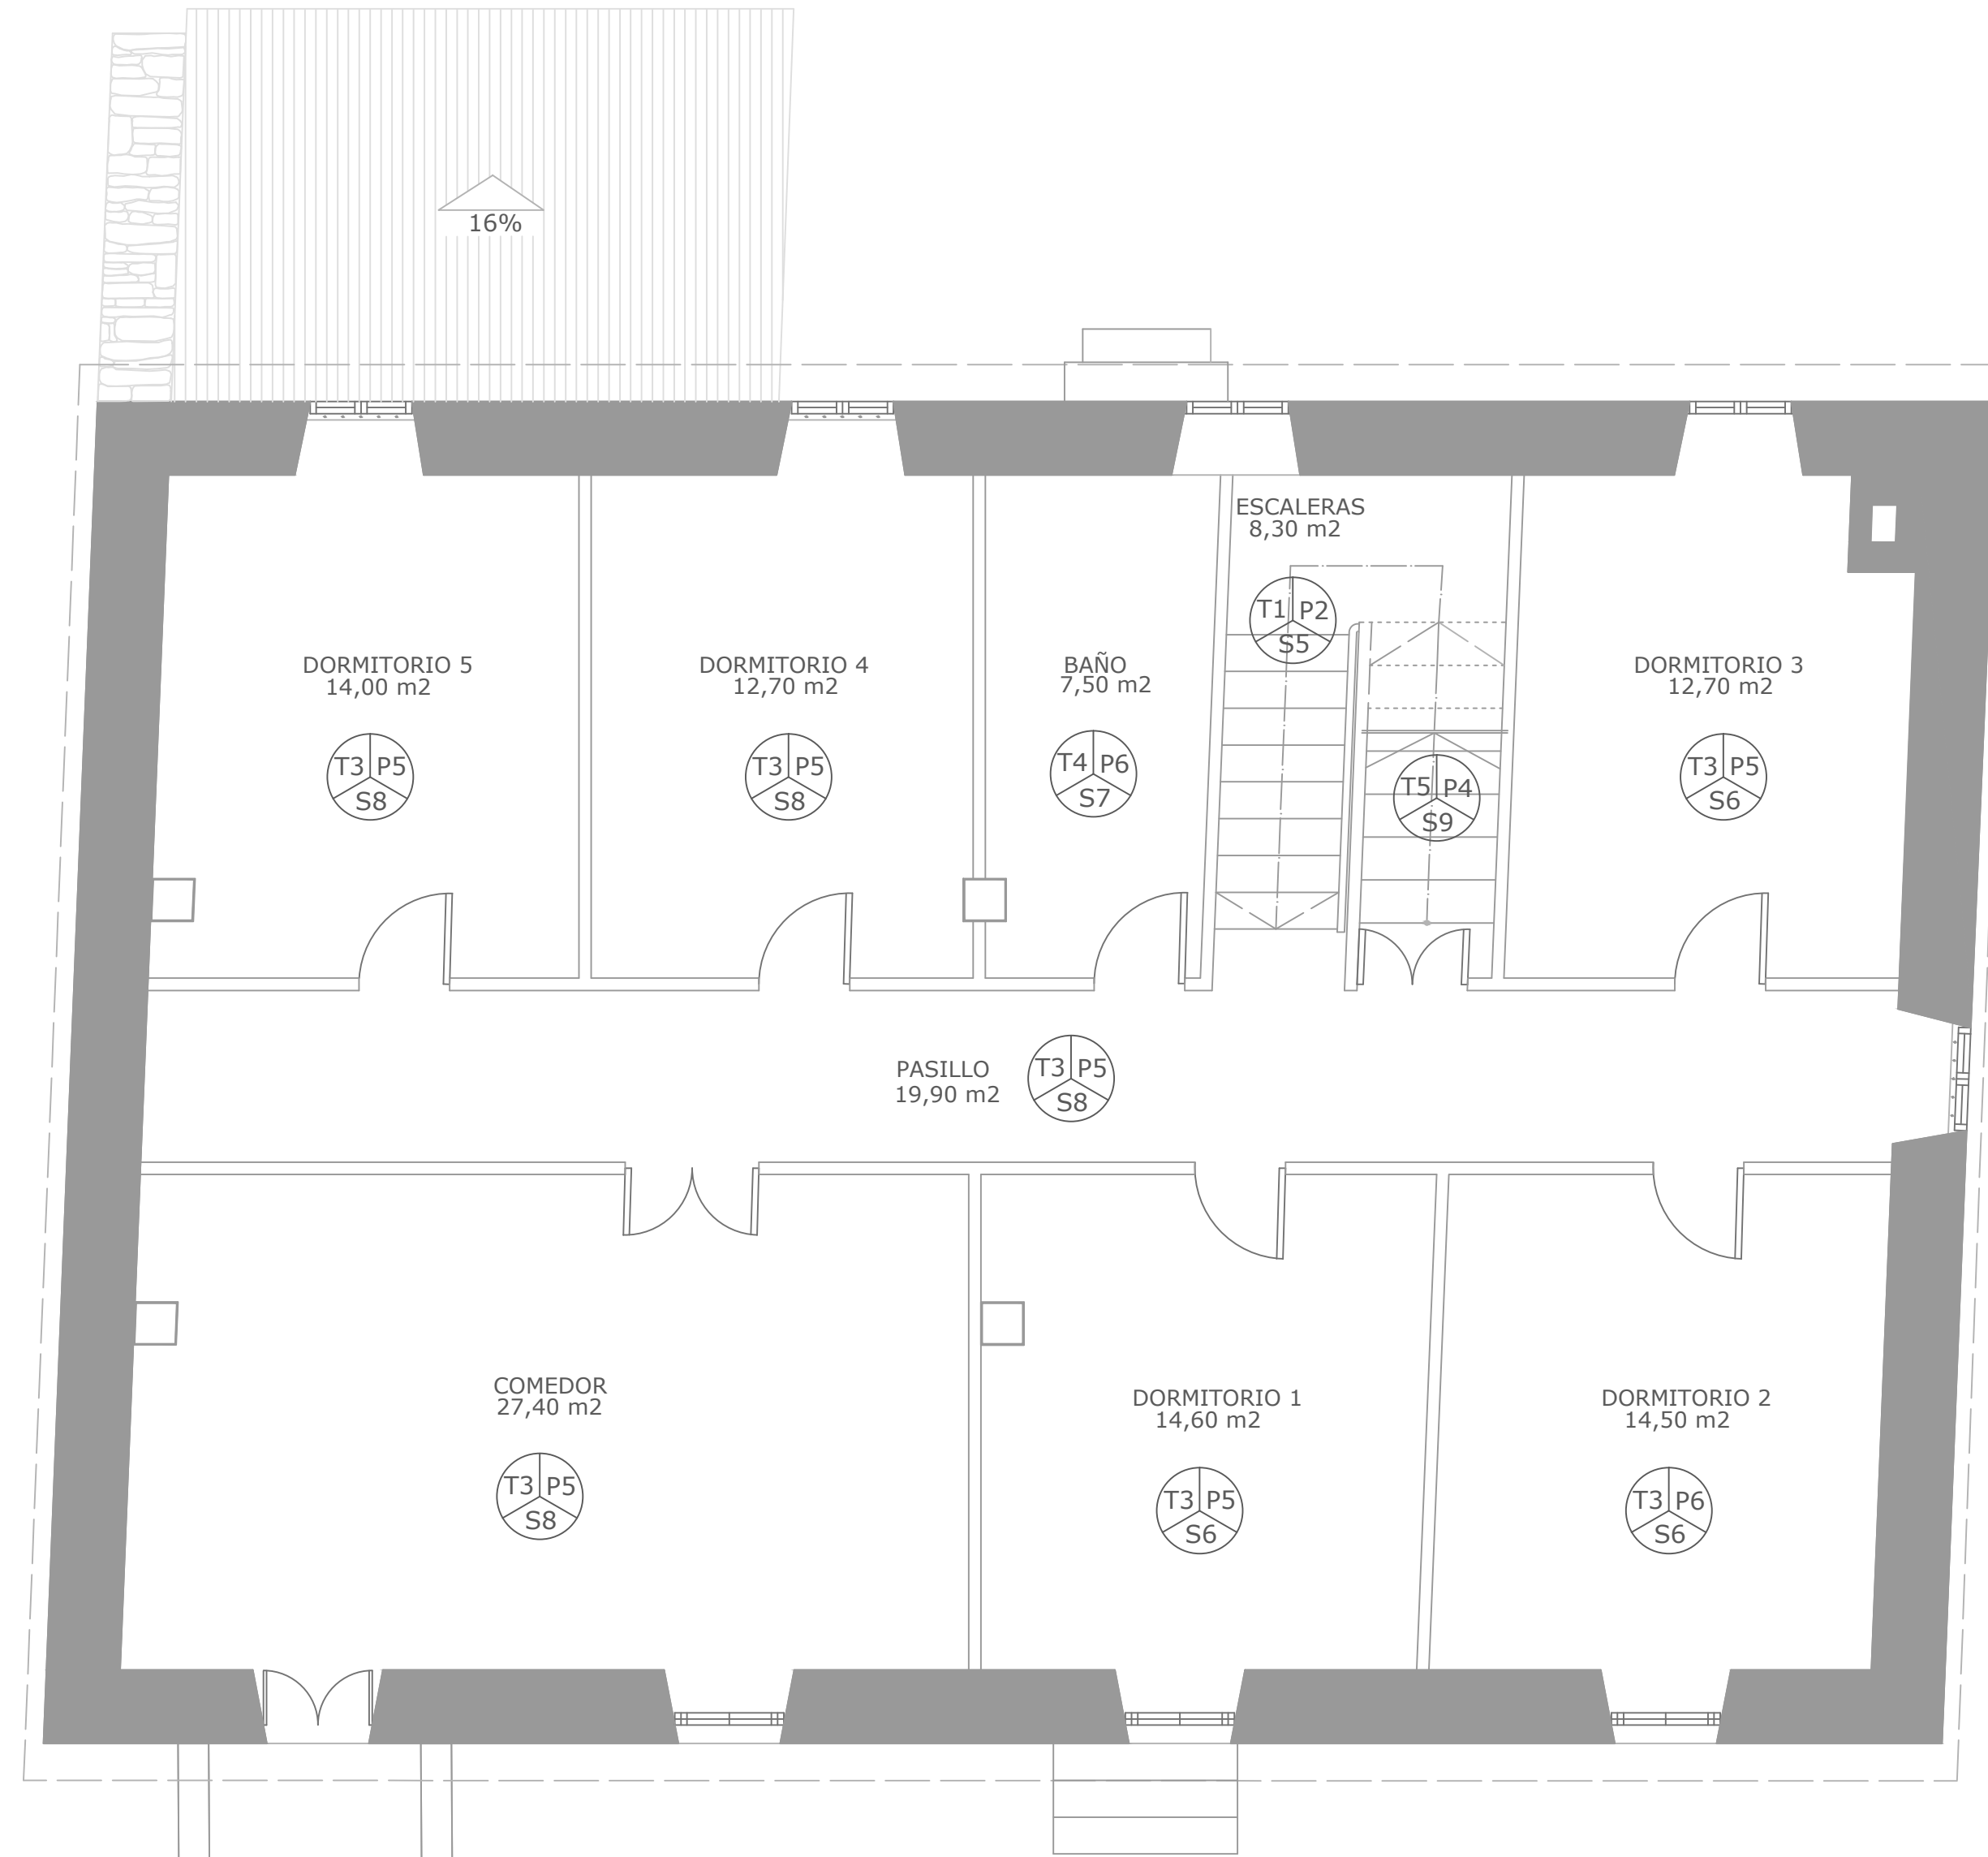 16%
ESCALERAS
8,30 m2
T1 P2
S5
DORMITORIO 5
14,00 m2
T3 P5
S8
DORMITORIO 4
12,70 m2
T3 P5
S8
BAÑO
7,50 m2
T4 P6
S7
T5 P4
S9
DORMITORIO 3
12,70 m2
T3 P5
S6
PASILLO
19,90 m2
T3 P5
S8
COMEDOR
27,40 m2
T3 P5
S8
DORMITORIO 1
14,60 m2
T3 P5
S6
DORMITORIO 2
14,50 m2
T3 P6
S6